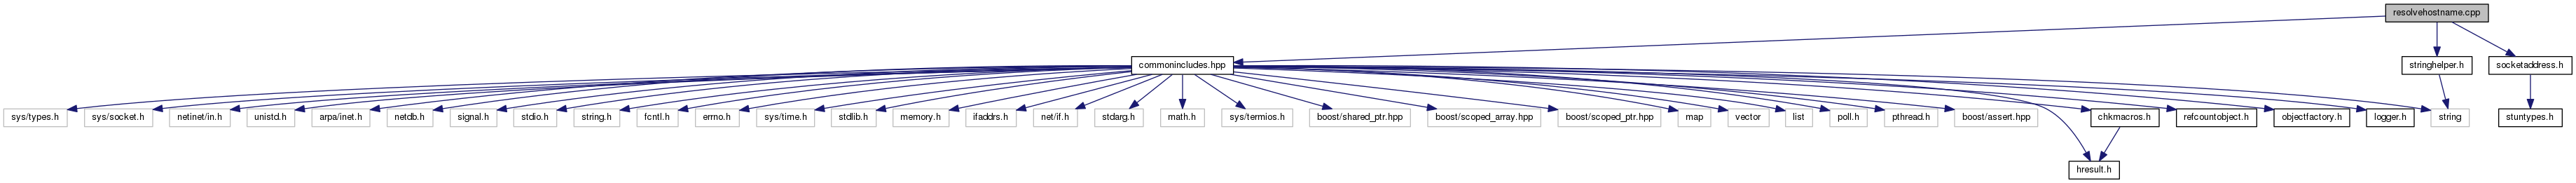 resolvehostname.cpp
commonincludes.hpp
stringhelper.h
socketaddress.h
sys/types.h
sys/socket.h
netinet/in.h
unistd.h
arpa/inet.h
netdb.h
signal.h
stdio.h
string.h
fcntl.h
errno.h
sys/time.h
stdlib.h
memory.h
ifaddrs.h
net/if.h
stdarg.h
math.h
sys/termios.h
boost/shared_ptr.hpp
boost/scoped_array.hpp
boost/scoped_ptr.hpp
map
vector
list
poll.h
pthread.h
boost/assert.hpp
chkmacros.h
refcountobject.h
objectfactory.h
logger.h
string
stuntypes.h
hresult.h